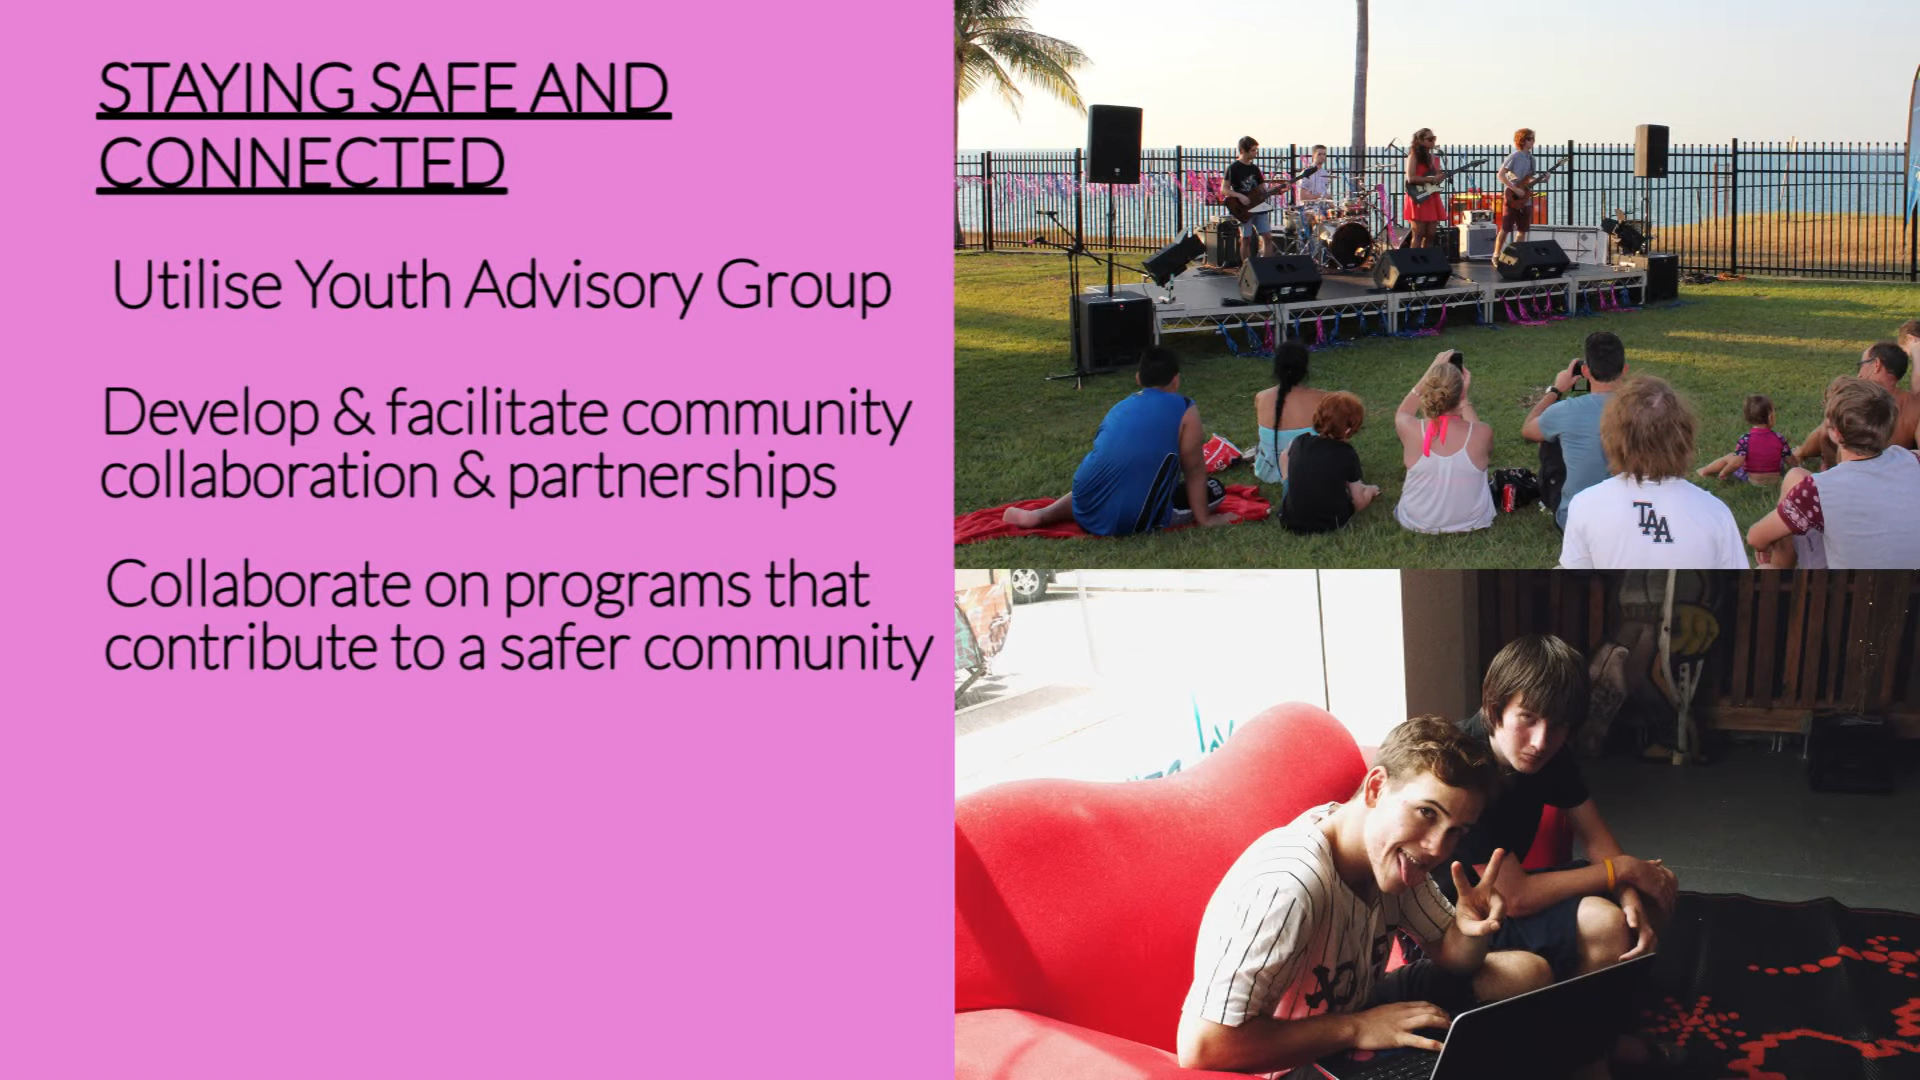 STAYING SAFE AND
CONNECTED
Utilise Youth Advisory Group
Develop & facilitate community
collaboration & partnerships
Collaborate on programs that
contribute to a safer community
TAA